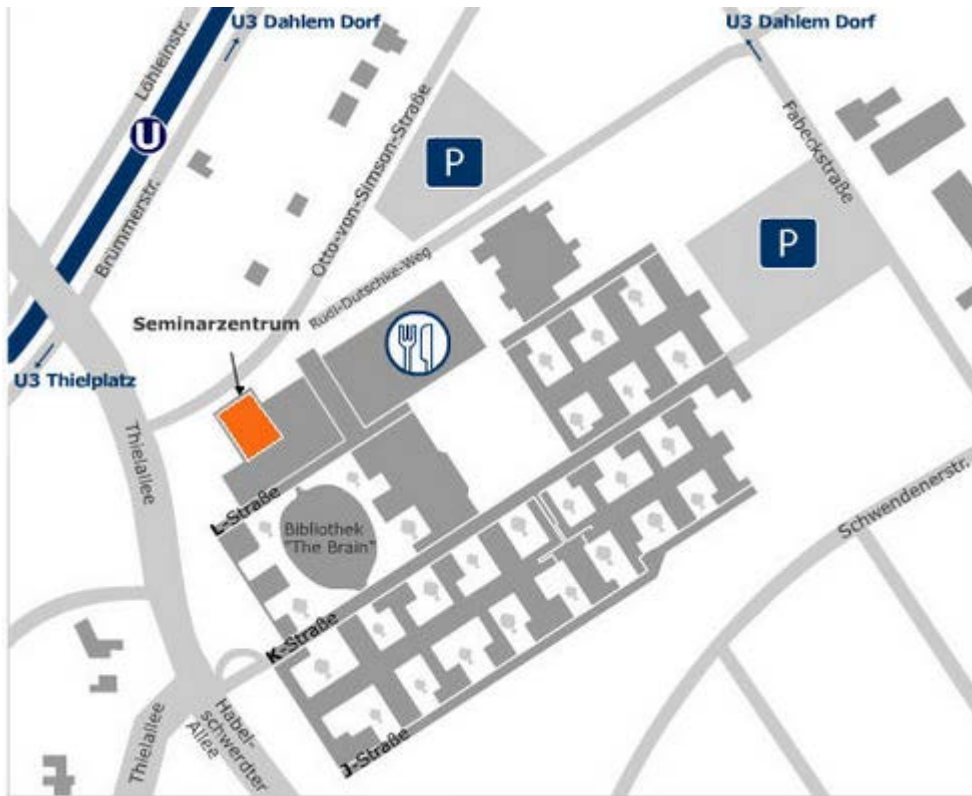 U3 Dahlem Dorf
U3 Dahlem Dorf
Löhleinstr.
U
P
Fabeckstraße
Otto-von-Simson-Straße
Brümmerstr.
P
Rudi-Dutschke-Weg
Seminarzentrum
U3 Thielplatz
Thielallee
Schwendenerstr.
L-Straße
Bibliothek
"The Brain"
K-Straße
Thielallee
Habel-
schwerdter
Allee
J-Straße